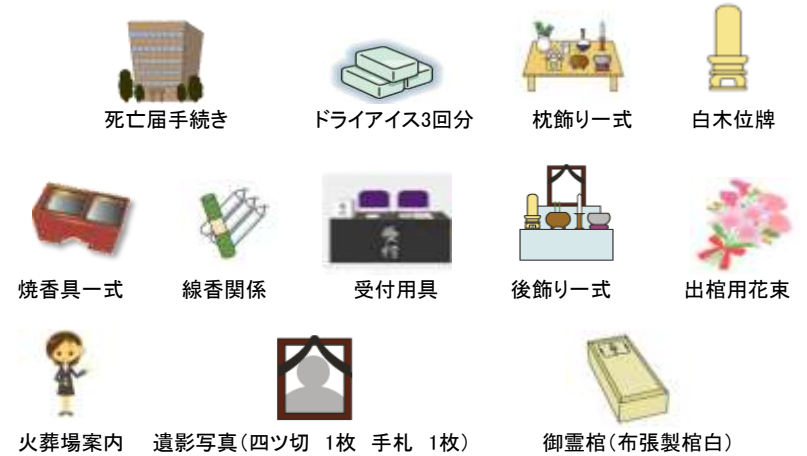 死亡届手続き ドライアイス3回分 枕飾り一式 白木位牌
受付
焼香具一式 線香関係 受付用具 後飾り一式 出棺用花束
火葬場案内 遺影写真(四ツ切 1枚 手札 1枚) 御霊棺(布張製棺白)